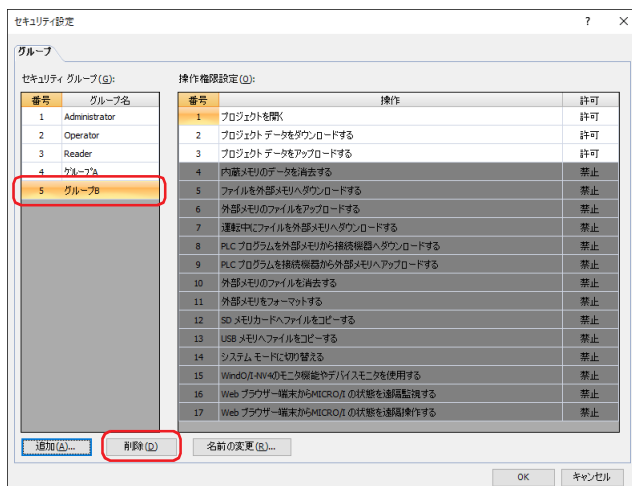 セキュリティ設定 ? ×
グループ
セキュリティ グループ(G): 操作権限設定(O):
番号 グループ名 番号 操作 許可
1 Administrator 1 プロジェクトを開く 許可
2 Operator 2 プロジェクト データをダウンロードする 許可
3 Reader 3 プロジェクト データをアップロードする 許可
4 グループA 4 内蔵メモリのデータを消去する 禁止
5 グループB 5 ファイルを外部メモリへダウンロードする 禁止
6 外部メモリのファイルをアップロードする 禁止
7 運転中にファイルを外部メモリへダウンロードする 禁止
8 PLC プログラムを外部メモリから接続機器へダウンロードする 禁止
9 PLC プログラムを接続機器から外部メモリへアップロードする 禁止
10 外部メモリのファイルを消去する 禁止
11 外部メモリをフォーマットする 禁止
12 SD メモリカードへファイルをコピーする 禁止
13 USB メモリへファイルをコピーする 禁止
14 システム モードに切り替える 禁止
15 WindO/I-NV4のモニタ機能やデバイスモニタを使用する 禁止
16 Web ブラウザー端末からMICRO/I の状態を遠隔監視する 禁止
17 Web ブラウザー端末からMICRO/I の状態を遠隔操作する 禁止
追加(A)... 削除(D) 名前の変更(R)...
OK キャンセル